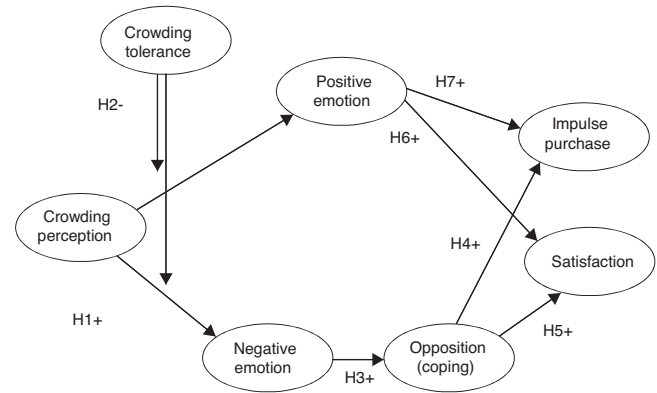 Crowding
tolerance
H2-
Positive
emotion
H7+
H6+
Impulse
purchase
Crowding
perception
H4+
Satisfaction
H1+
H5+
Negative
emotion
H3+
Opposition
(coping)